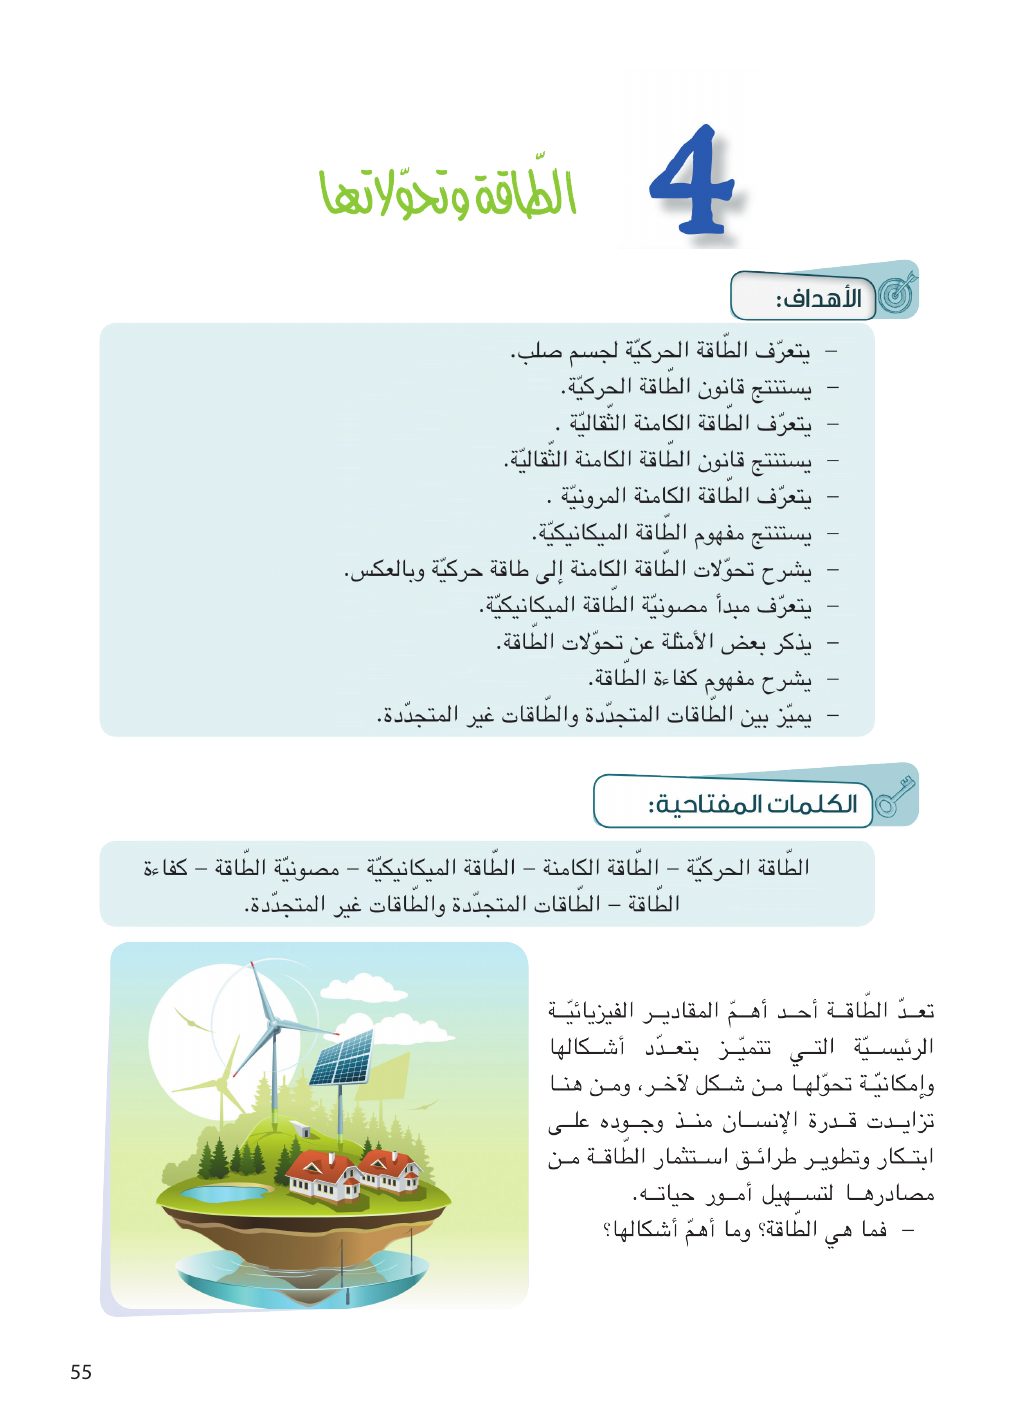 4
الطّاقة وتحوّلاتها
الأهداف:
– يتعرّف الطّاقة الحركيّة لجسم صلب.
– يستنتج قانون الطّاقة الحركيّة.
– يتعرّف الطّاقة الكامنة الثّقاليّة .
– يستنتج قانون الطّاقة الكامنة الثّقاليّة.
– يتعرّف الطّاقة الكامنة المرونيّة .
– يستنتج مفهوم الطّاقة الميكانيكيّة.
– يشرح تحوّلات الطّاقة الكامنة إلى طاقة حركيّة وبالعكس.
– يتعرّف مبدأ مصونيّة الطّاقة الميكانيكيّة.
– يذكر بعض الأمثلة عن تحوّلات الطّاقة.
– يشرح مفهوم كفاءة الطّاقة.
– يميّز بين الطّاقات المتجدّدة والطّاقات غير المتجدّدة.
الكلمات المفتاحية:
الطّاقة الحركيّة – الطّاقة الكامنة – الطّاقة الميكانيكيّة – مصونيّة الطّاقة – كفاءة
الطّاقة – الطّاقات المتجدّدة والطّاقات غير المتجدّدة.
تعدّ الطّاقة أحد أهمّ المقادير الفيزيائيّة
الرئيسيّة التي تتميّز بتعدّد أشكالها
وإمكانيّة تحوّلها من شكل لآخر، ومن هنا
تزايدت قدرة الإنسان منذ وجوده على
ابتكار وتطوير طرائق استثمار الطّاقة من
مصادرها لتسهيل أمور حياته.
– فما هي الطّاقة؟ وما أهمّ أشكالها؟
55